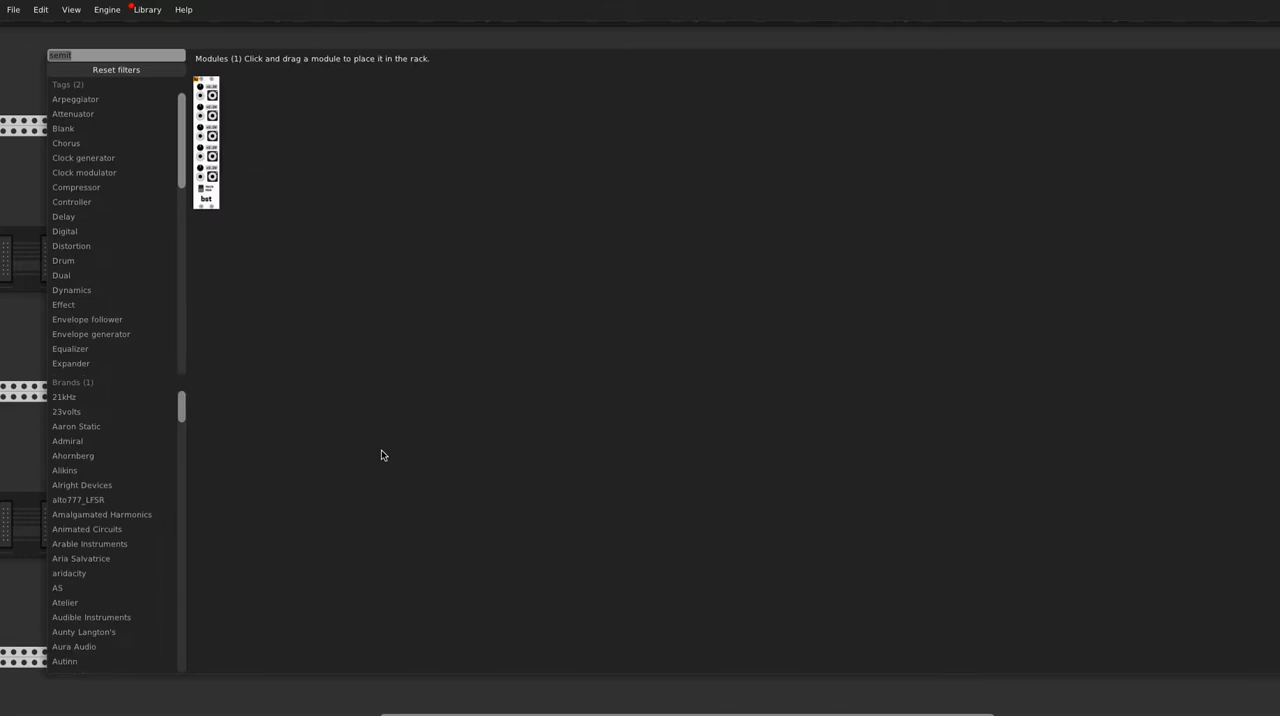 File Edit View Engine Library Help
semit
Modules (1) Click and drag a module to place it in the rack.
Reset filters
Tags (2)
Arpeggiator
Attenuator
Blank
Chorus
Clock generator
Clock modulator
Compressor
Controller
Delay
Digital
Distortion
Drum
Dual
Dynamics
Effect
Envelope follower
Envelope generator
Equalizer
Expander
Brands (1)
21kHz
23volts
Aaron Static
Admiral
Ahornberg
Alikins
Alright Devices
alto777_LFSR
Amalgamated Harmonics
Animated Circuits
Arable Instruments
Aria Salvatrice
aridacity
AS
Atelier
Audible Instruments
Aunty Langton's
Aura Audio
Autinn